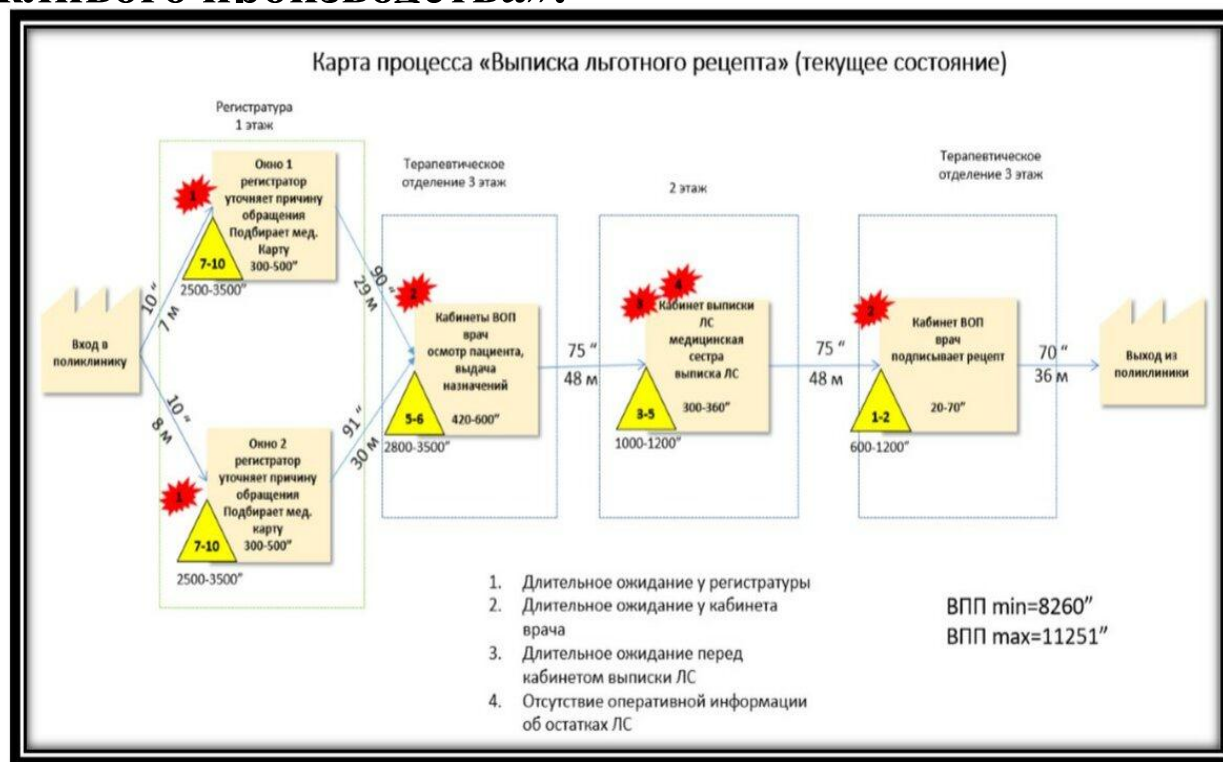 Карта процесса «Выписка льготного рецепта» (текущее состояние)
Регистратура
1 этаж
Окно 1
регистратор
уточняет причину
обращения
Подбирает мед.
Карту
300-500”
1
7-10
2500-3500”
10 “
7 м
90 “
29 м
Вход в
поликлинику
10 “
8 м
91 “
30 м
Окно 2
регистратор
уточняет причину
обращения
Подбирает мед.
карту
300-500”
1
7-10
2500-3500”
Терапевтическое
отделение 3 этаж
2
Кабинеты ВОП
врач
осмотр пациента,
выдача
назначений
420-600”
5-6
2800-3500”
75 “
48 м
2 этаж
3
4
Кабинет выписки
ЛС
медицинская
сестра
выписка ЛС
300-360”
3-5
1000-1200”
75 “
48 м
Терапевтическое
отделение 3 этаж
2
Кабинет ВОП
врач
подписывает рецепт
20-70”
1-2
600-1200”
70 “
36 м
Выход из
поликлиники
1. Длительное ожидание у регистратуры
2. Длительное ожидание у кабинета
врача
3. Длительное ожидание перед
кабинетом выписки ЛС
4. Отсутствие оперативной информации
об остатках ЛС
ВПП min=8260”
ВПП max=11251”